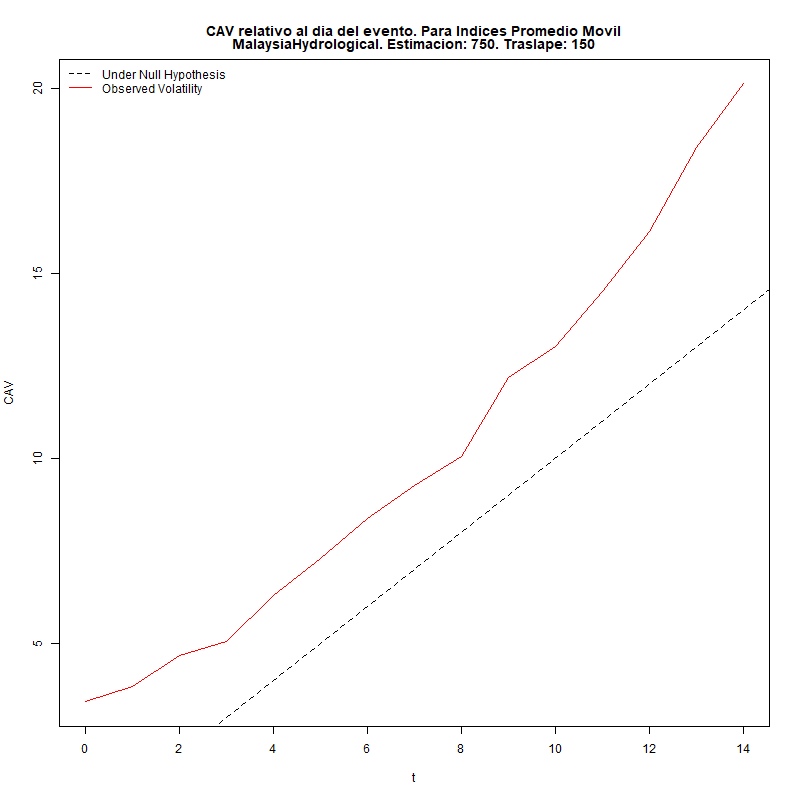 CAV relativo al dia del evento. Para Indices Promedio Movil
MalaysiaHydrological. Estimacion: 750. Traslape: 150
Under Null Hypothesis
Observed Volatility
20
15
10
5
CAV
0 2 4 6 8 10 12 14
t